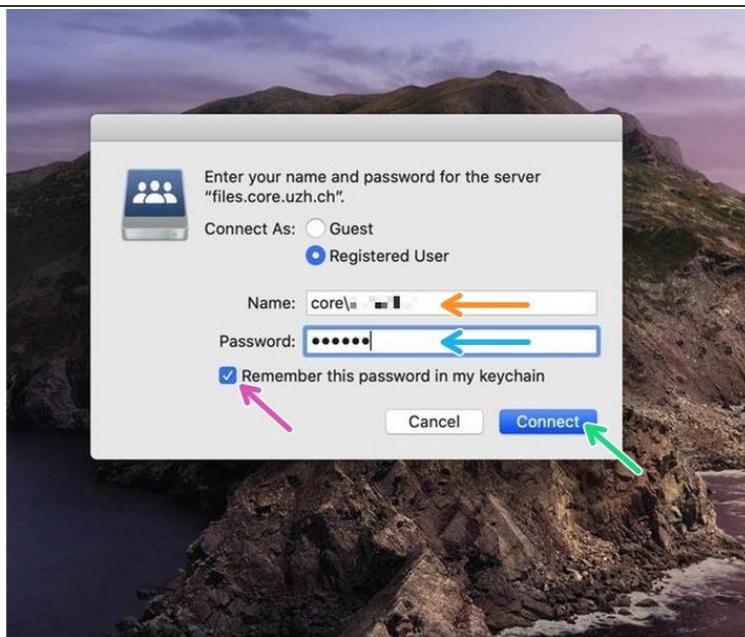 Enter your name and password for the server
“files.core.uzh.ch”.
Connect As: Guest
Registered User
Name: core\
Password: ••••••
Remember this password in my keychain
Cancel Connect